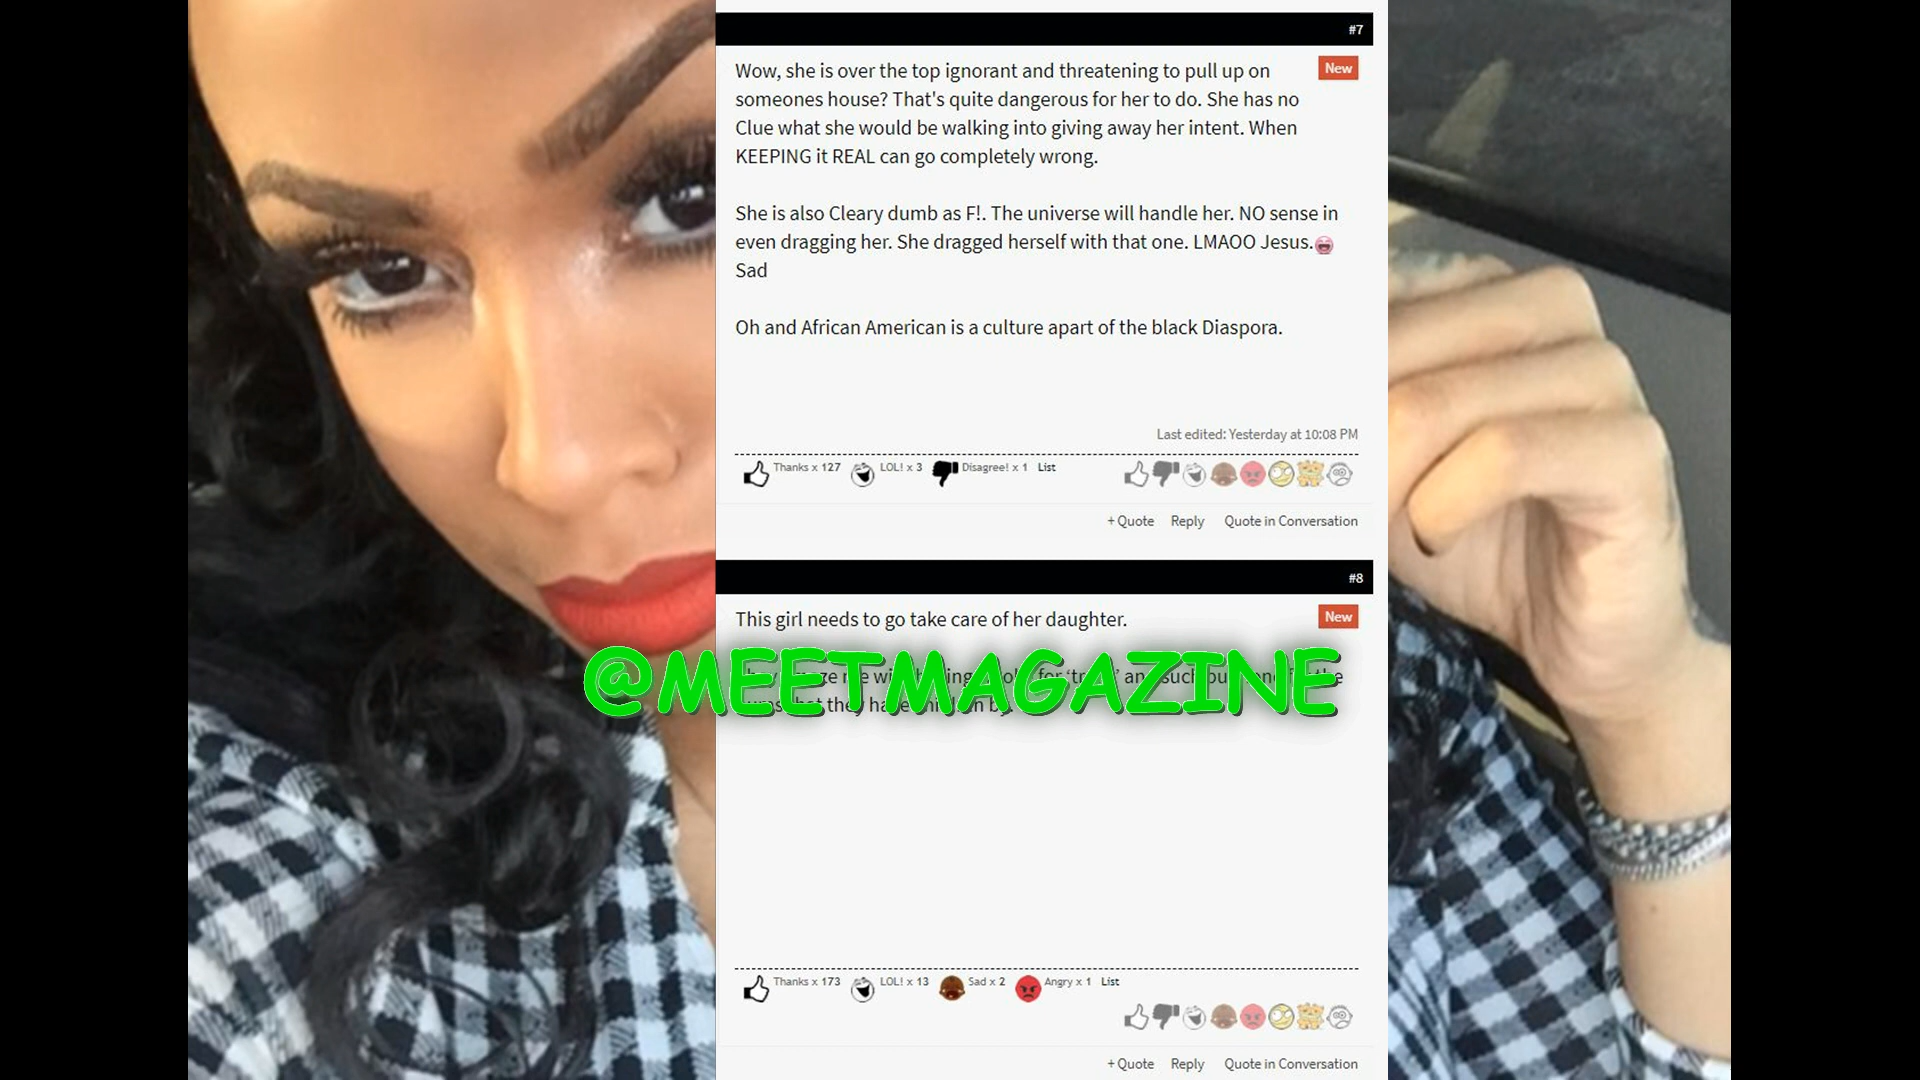 #7
Wow, she is over the top ignorant and threatening to pull up on
New
someones house? That's quite dangerous for her to do. She has no
Clue what she would be walking into giving away her intent. When
KEEPING it REAL can go completely wrong.
She is also Cleary dumb as F!. The universe will handle her. NO sense in
even dragging her. She dragged herself with that one. LMAOO Jesus.
Sad
Oh and African American is a culture apart of the black Diaspora.
Last edited: Yesterday at 10:08 PM
Thanks x 127 LOL! x 3 Disagree! x 1 List
+ Quote Reply Quote in Conversation
#8
This girl needs to go take care of her daughter.
New
@MEETMAGAZINE
they
Thanks x 173 LOL! x 13 Sad x 2 Angry x 1 List
+ Quote Reply Quote in Conversation